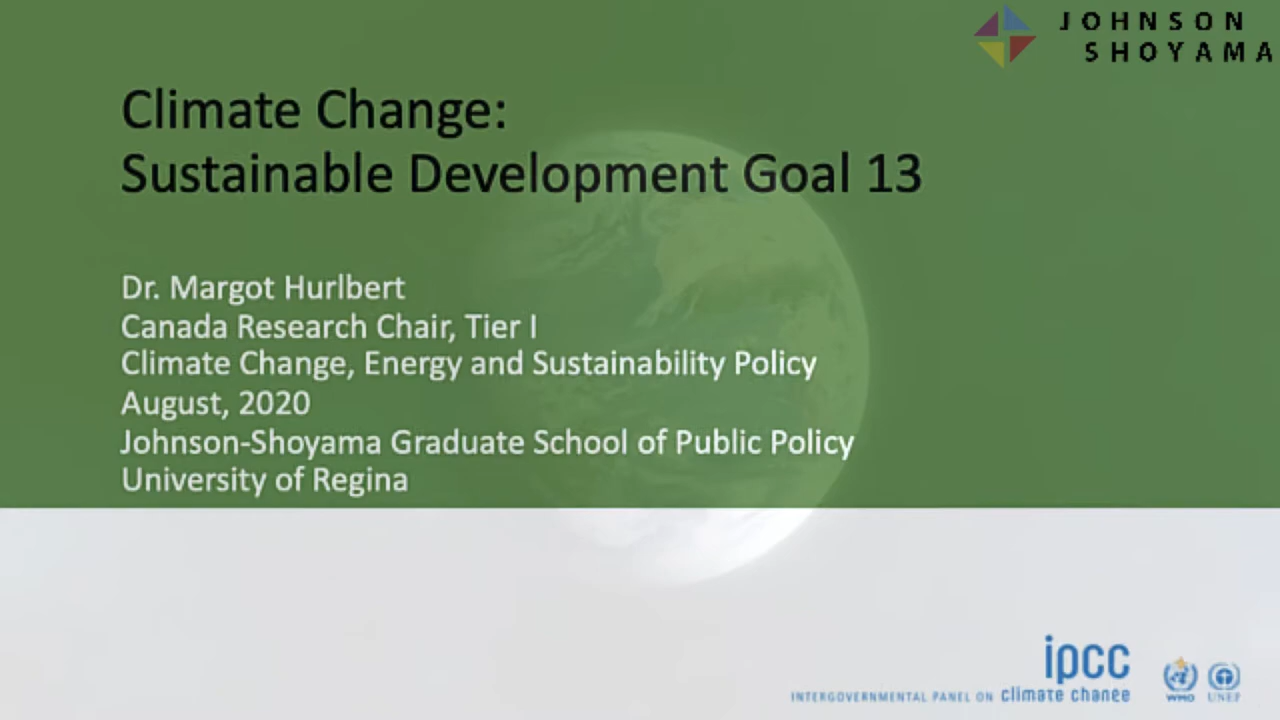 JOHNSON
SHOYAMA
Climate Change:
Sustainable Development Goal 13
Dr. Margot Hurlbert
Canada Research Chair, Tier I
Climate Change, Energy and Sustainability Policy
August, 2020
Johnson-Shoyama Graduate School of Public Policy
University of Regina
ipcc
INTERGOVERNMENTAL PANEL ON climate change
WMO UNEP